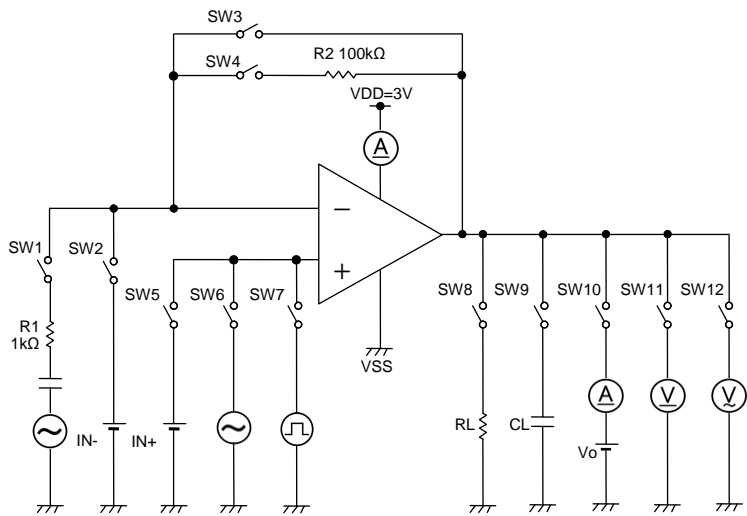 SW3
SW4
R2 100kΩ
VDD=3V
A
−
+
SW1
SW2
SW5
SW6
SW7
VSS
SW8
SW9
SW10
SW11
SW12
R1
1kΩ
IN-
IN+
RL
CL
A
V
V
Vo